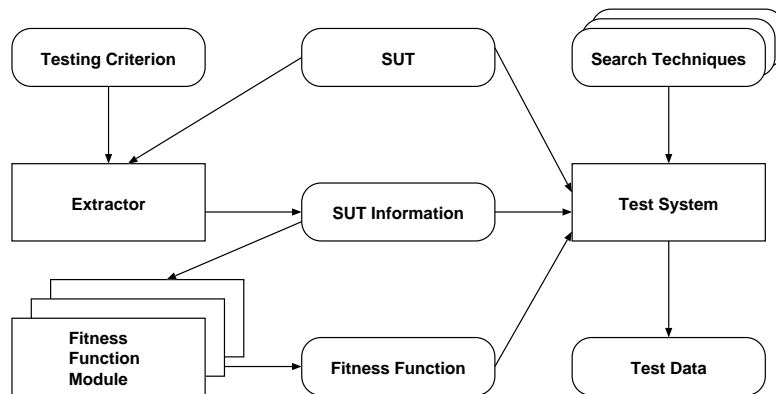 Testing Criterion
SUT
Search Techniques
Extractor
SUT Information
Test System
Fitness
Function
Module
Fitness Function
Test Data